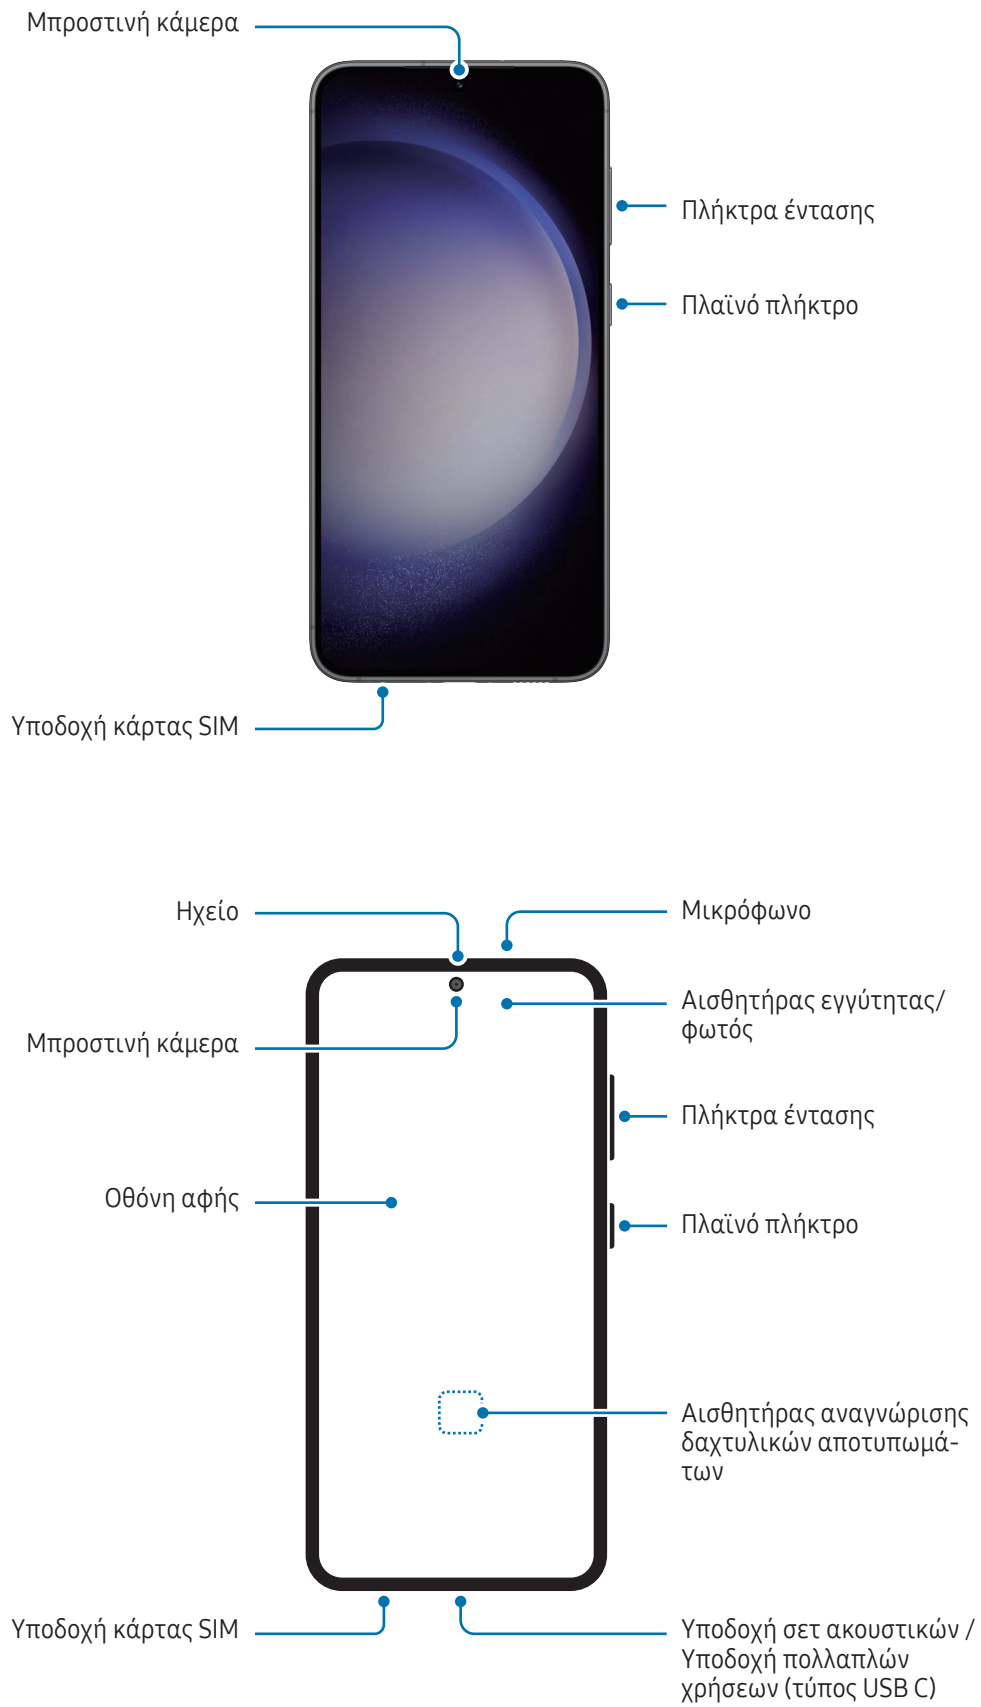 Μπροστινή κάμερα
Πλήκτρα έντασης
Πλαϊνό πλήκτρο
Υποδοχή κάρτας SIM
Ηχείο
Μικρόφωνο
Αισθητήρας εγγύτητας/
φωτός
Μπροστινή κάμερα
Πλήκτρα έντασης
Οθόνη αφής
Πλαϊνό πλήκτρο
Αισθητήρας αναγνώρισης
δαχτυλικών αποτυπωμά-
των
Υποδοχή κάρτας SIM
Υποδοχή σετ ακουστικών /
Υποδοχή πολλαπλών
χρήσεων (τύπος USB C)